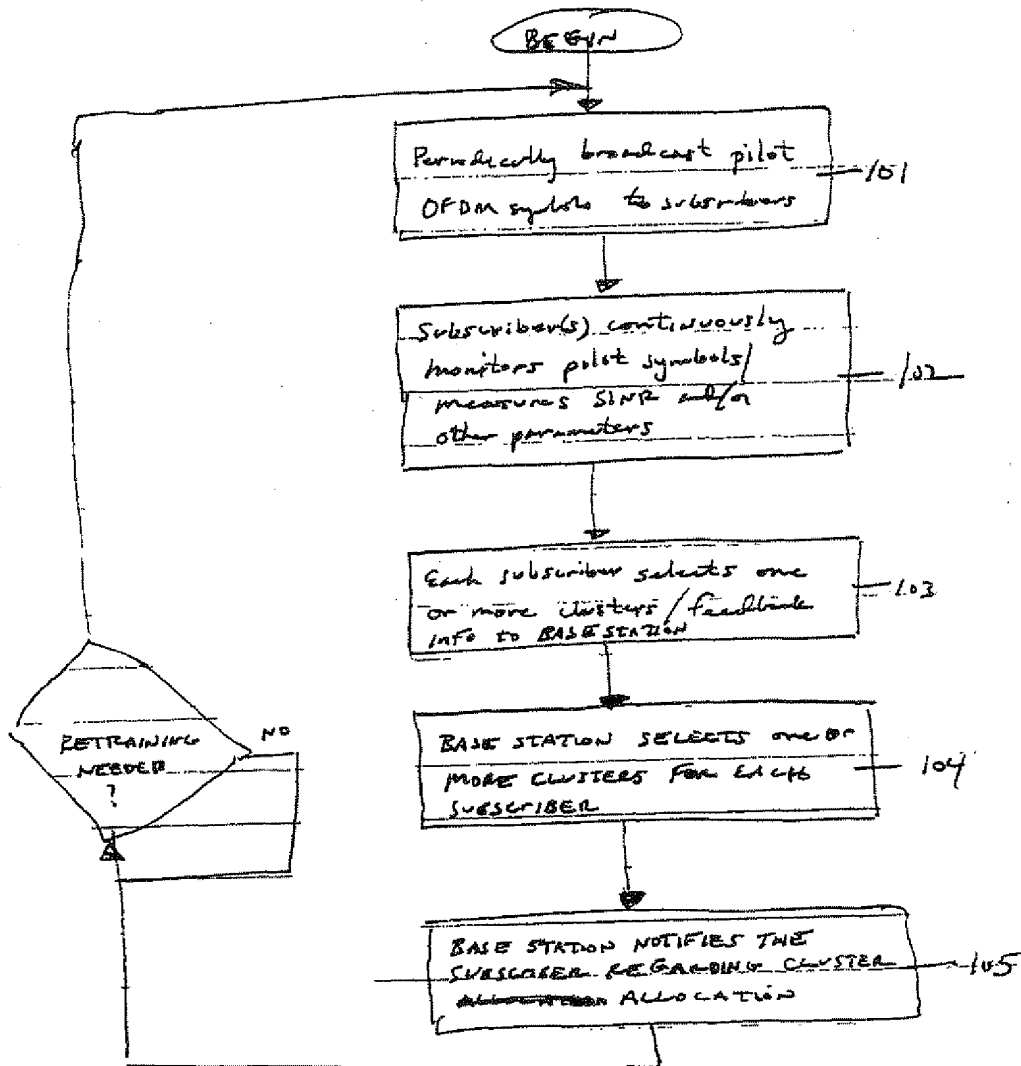 BEGIN
Periodically broadcast pilot
OFDM symbols to subscribers
101
Subscriber(s) continuously
monitors pilot symbols/
measures SINR and/or
other parameters
102
Each subscriber selects one
or more clusters/feedback
info to BASE STATION
103
BASE STATION SELECTS one or
MORE CLUSTERS FOR EACH
SUBSCRIBER
104
BASE STATION NOTIFIES THE
SUBSCRIBER REGARDING CLUSTER
ALLOCATION
105
RETRAINING
NEEDED
?
NO